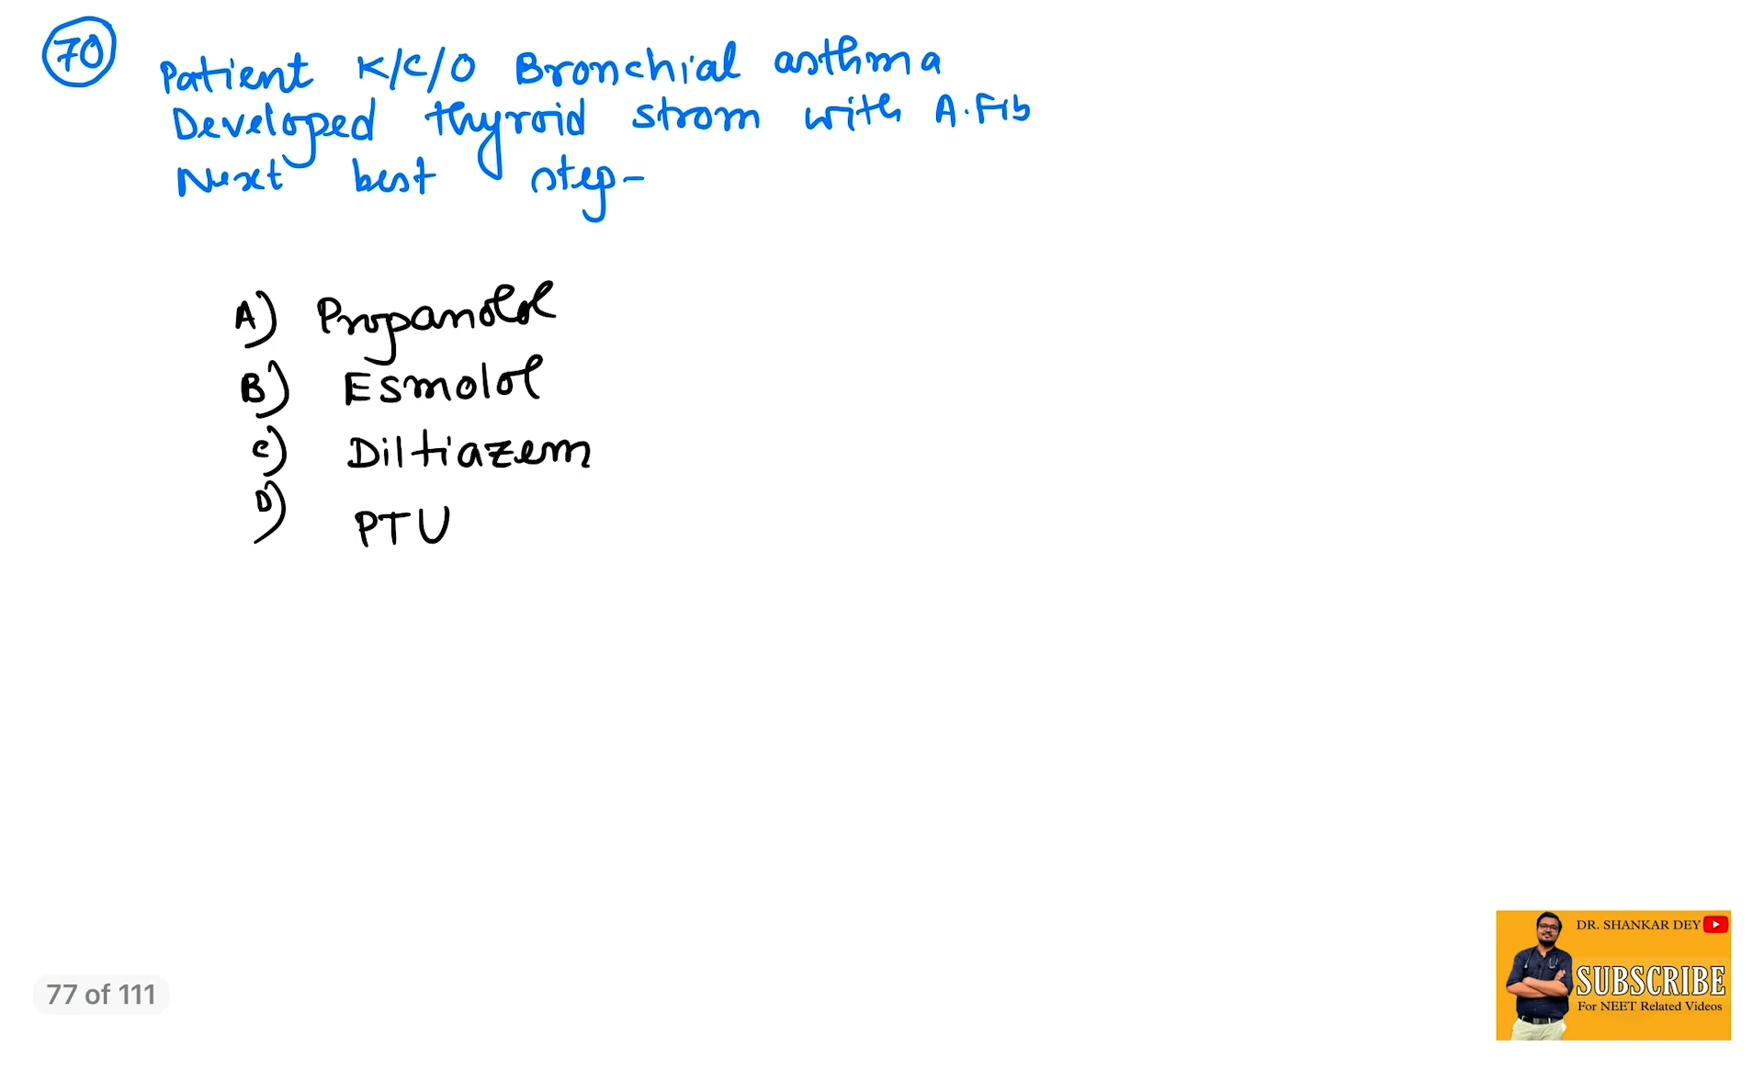 70
Patient K/C/O Bronchial asthma
Developed thyroid strom with A.Fib
Next best step-
A) Propanolol
B) Esmolol
c) Diltiazem
D) PTU
77 of 111
DR. SHANKAR DEY
SUBSCRIBE
For NEET Related Videos